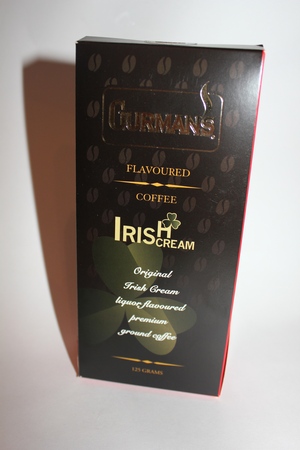 GURMAN'S
FLAVOURED
COFFEE
IRISH
CREAM
Original
Irish Cream
liquor flavoured
premium
ground coffee
125 GRAMS